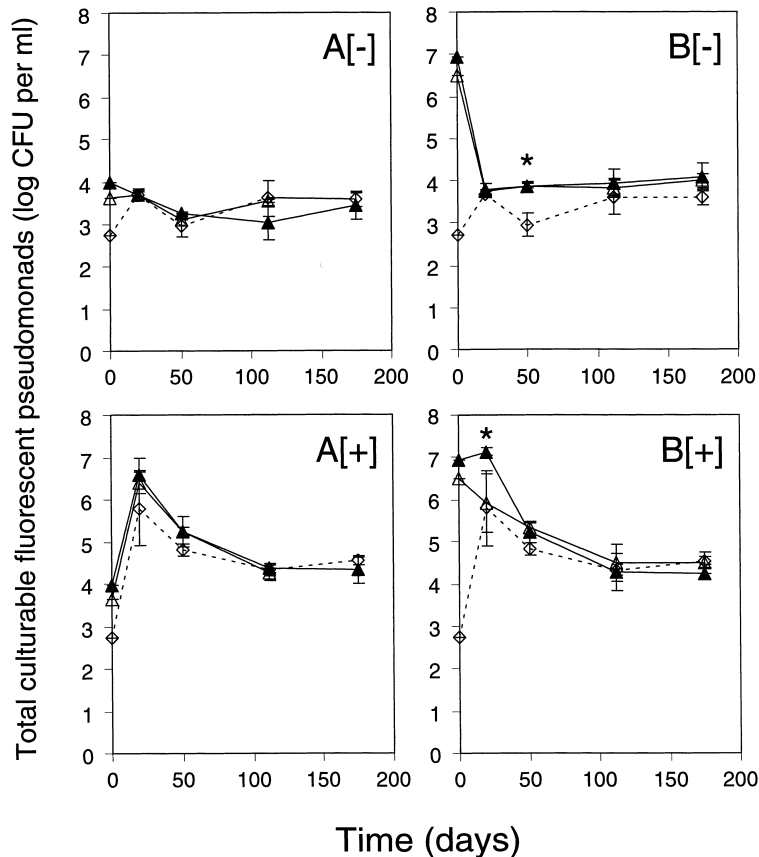 Total culturable fluorescent pseudomonads (log CFU per ml)
8 7 6 5 4 3 2 1 0
A[-]
0 50 100 150 200
8 7 6 5 4 3 2 1 0
B[-]
*
0 50 100 150 200
8 7 6 5 4 3 2 1 0
A[+]
0 50 100 150 200
8 7 6 5 4 3 2 1 0
B[+]
*
0 50 100 150 200
Time (days)